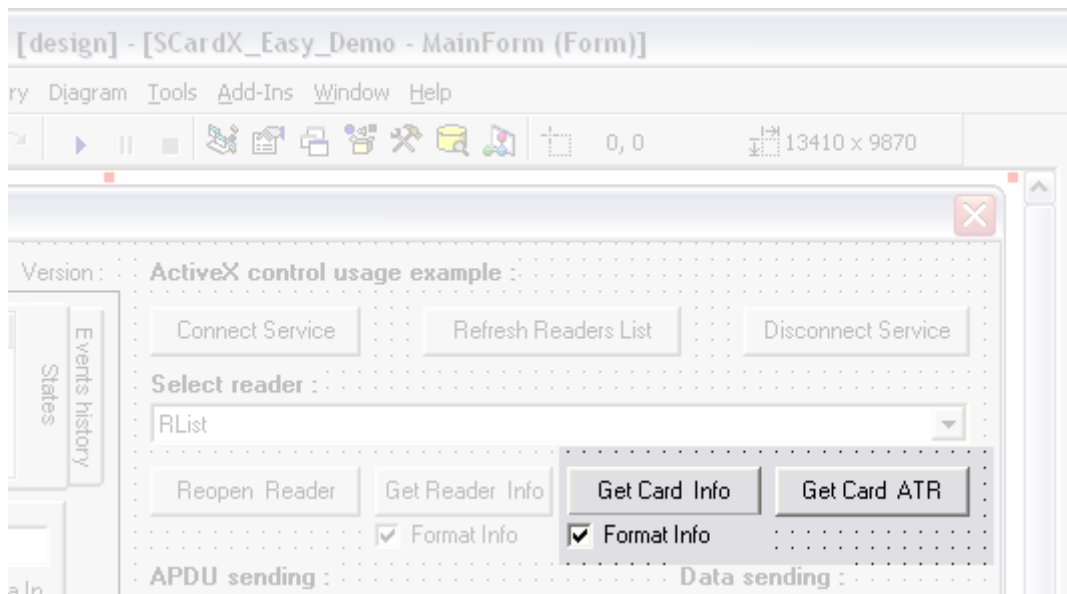 [design] - [SCardX_Easy_Demo - MainForm (Form)]
ry Diagram Tools Add-Ins Window Help
0, 0 13410 x 9870
Version : ActiveX control usage example :
Connect Service Refresh Readers List Disconnect Service
Events history
States
Select reader :
RList
Reopen Reader Get Reader Info Get Card Info Get Card ATR
Format Info Format Info
APDU sending : Data sending :
a In